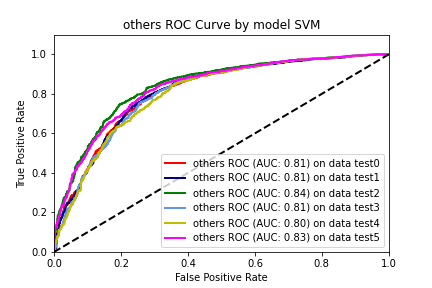 others ROC Curve by model SVM
True Positive Rate
1.0
0.8
0.6
0.4
0.2
0.0
others ROC (AUC: 0.81) on data test0
others ROC (AUC: 0.81) on data test1
others ROC (AUC: 0.84) on data test2
others ROC (AUC: 0.81) on data test3
others ROC (AUC: 0.80) on data test4
others ROC (AUC: 0.83) on data test5
0.0 0.2 0.4 0.6 0.8 1.0
False Positive Rate